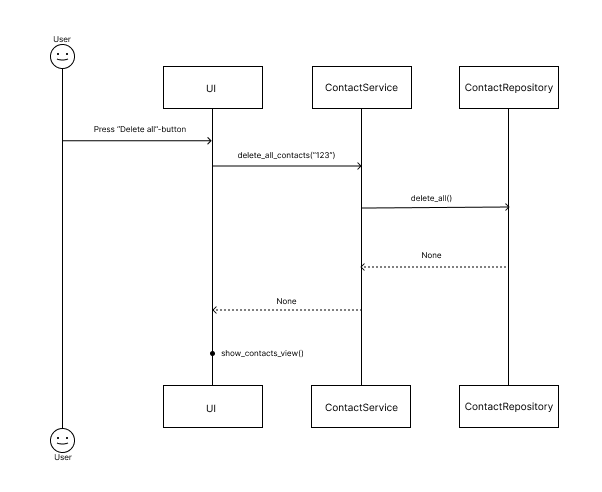 User
UI
ContactService
ContactRepository
Press "Delete all"-button
delete_all_contacts("123")
delete_all()
None
None
show_contacts_view()
UI
ContactService
ContactRepository
User